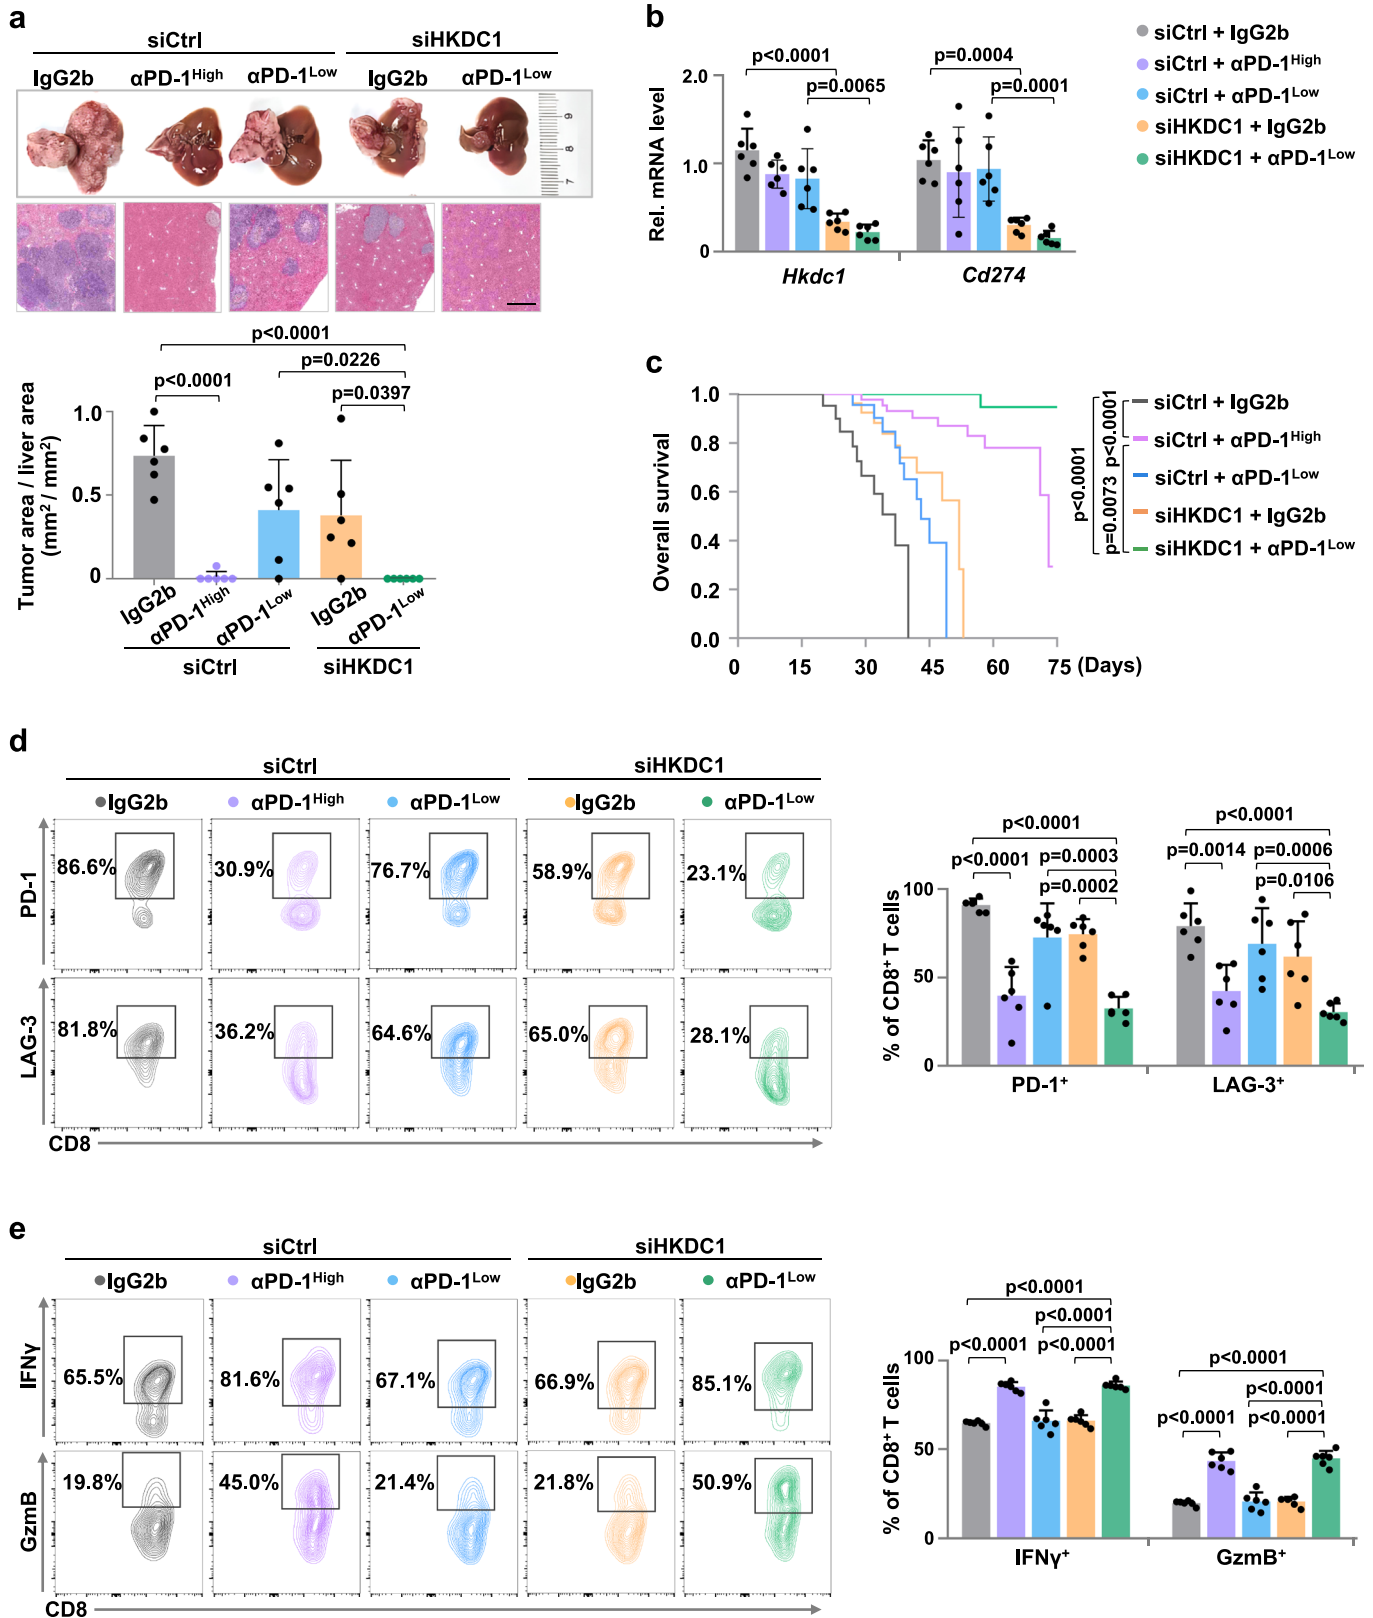 a
siCtrl
siHKDC1
IgG2b
αPD-1High
αPD-1Low
IgG2b
αPD-1Low
9
8
7
p<0.0001
p=0.0226
p<0.0001
p=0.0397
Tumor area / liver area
(mm2 / mm2)
1.0
0.5
0
IgG2b
αPD-1High
αPD-1Low
IgG2b
αPD-1Low
siCtrl
siHKDC1
b
p<0.0001
p=0.0004
p=0.0065
p=0.0001
Rel. mRNA level
2.0
1.0
0
Hkdc1
Cd274
siCtrl + IgG2b
siCtrl + αPD-1High
siCtrl + αPD-1Low
siHKDC1 + IgG2b
siHKDC1 + αPD-1Low
c
Overall survival
1.0
0.8
0.6
0.4
0.2
0.0
0 15 30 45 60 75 (Days)
p<0.0001
p=0.0073
p<0.0001
siCtrl + IgG2b
siCtrl + αPD-1High
siCtrl + αPD-1Low
siHKDC1 + IgG2b
siHKDC1 + αPD-1Low
d
siCtrl
siHKDC1
IgG2b
αPD-1High
αPD-1Low
IgG2b
αPD-1Low
PD-1
86.6%
30.9%
76.7%
58.9%
23.1%
LAG-3
81.8%
36.2%
64.6%
65.0%
28.1%
CD8
p<0.0001
p<0.0001
p=0.0003
p=0.0002
p<0.0001
p=0.0014
p=0.0006
p=0.0106
% of CD8+ T cells
100
50
0
PD-1+
LAG-3+
e
siCtrl
siHKDC1
IgG2b
αPD-1High
αPD-1Low
IgG2b
αPD-1Low
IFNγ
65.5%
81.6%
67.1%
66.9%
85.1%
GzmB
19.8%
45.0%
21.4%
21.8%
50.9%
CD8
p<0.0001
p<0.0001
p<0.0001
p<0.0001
p<0.0001
p<0.0001
p<0.0001
p<0.0001
% of CD8+ T cells
100
50
0
IFNγ+
GzmB+